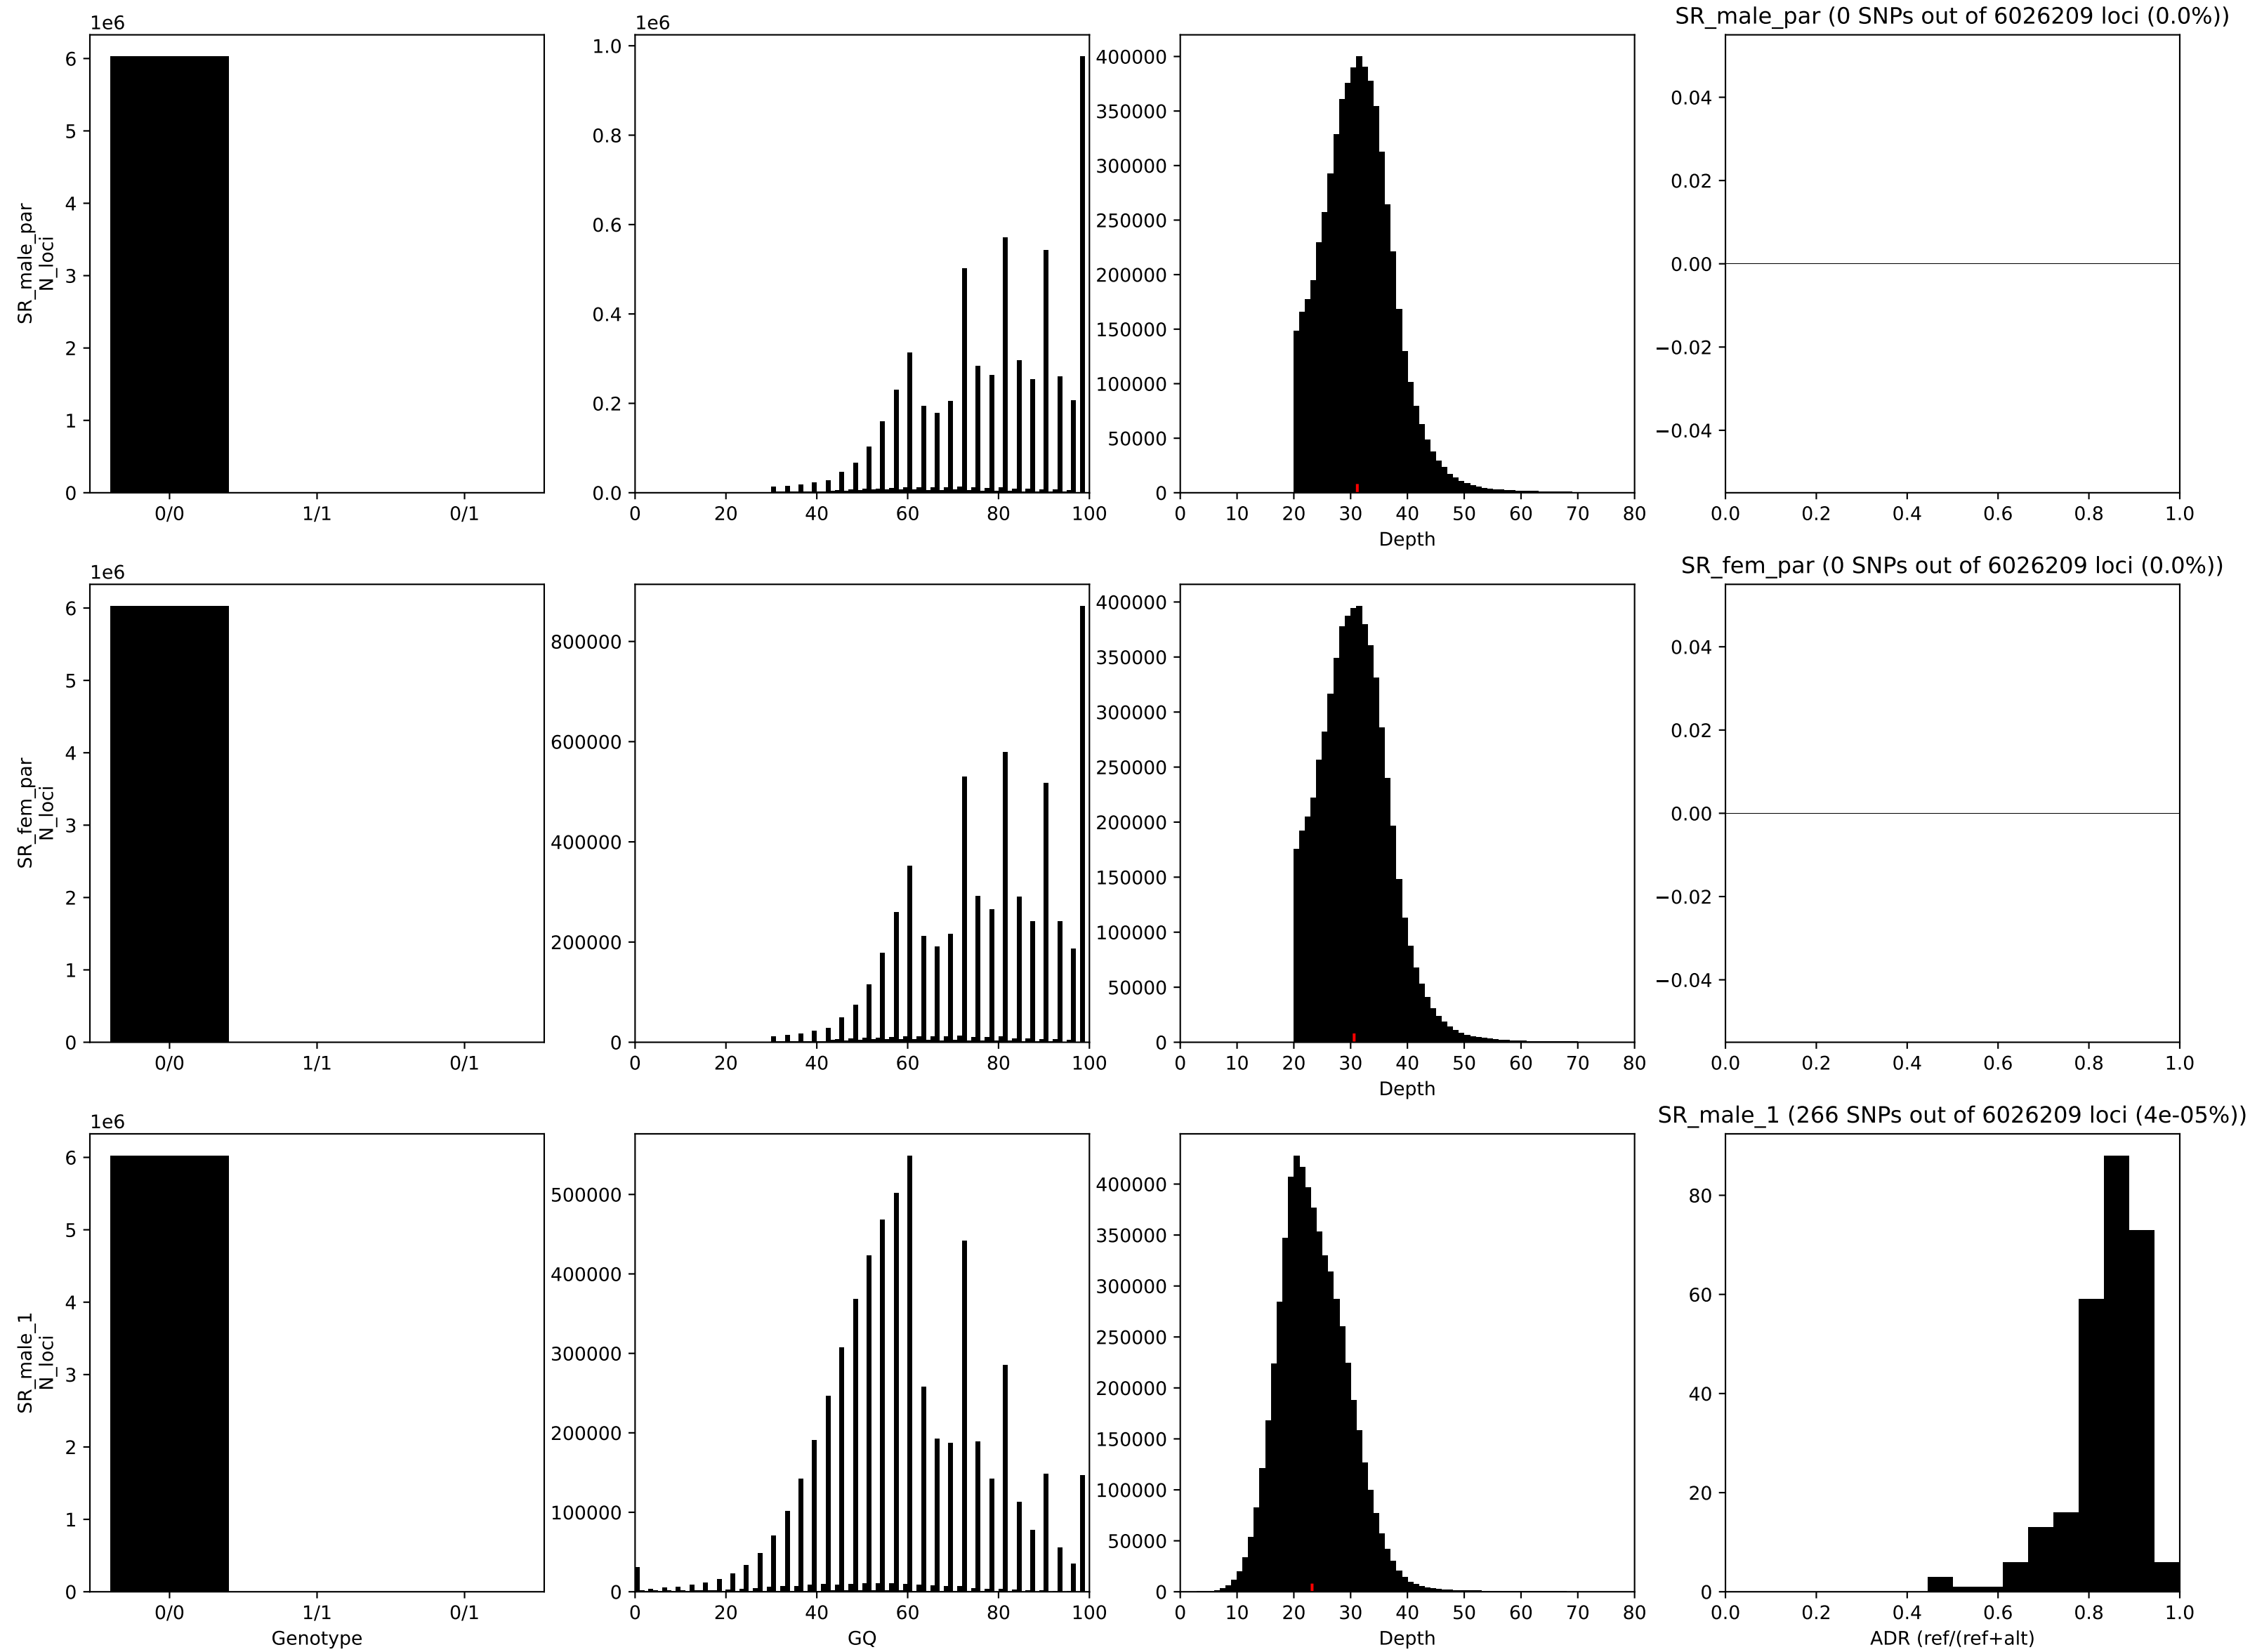 SR_male_par (0 SNPs out of 6026209 loci (0.0%))
1e6
1e6
SR_male_par
N_loci
6
5
4
3
2
1
0
0/0 1/1 0/1
1.0
0.8
0.6
0.4
0.2
0.0
0 20 40 60 80 100
400000
350000
300000
250000
200000
150000
100000
50000
0
0 10 20 30 40 50 60 70 80
Depth
0.04
0.02
0.00
−0.02
−0.04
0.0 0.2 0.4 0.6 0.8 1.0
SR_fem_par (0 SNPs out of 6026209 loci (0.0%))
1e6
SR_fem_par
N_loci
6
5
4
3
2
1
0
0/0 1/1 0/1
800000
600000
400000
200000
0
0 20 40 60 80 100
400000
350000
300000
250000
200000
150000
100000
50000
0
0 10 20 30 40 50 60 70 80
Depth
0.04
0.02
0.00
−0.02
−0.04
0.0 0.2 0.4 0.6 0.8 1.0
SR_male_1 (266 SNPs out of 6026209 loci (4e-05%))
1e6
SR_male_1
N_loci
6
5
4
3
2
1
0
0/0 1/1 0/1
Genotype
500000
400000
300000
200000
100000
0
0 20 40 60 80 100
GQ
400000
350000
300000
250000
200000
150000
100000
50000
0
0 10 20 30 40 50 60 70 80
Depth
80
60
40
20
0
0.0 0.2 0.4 0.6 0.8 1.0
ADR (ref/(ref+alt)